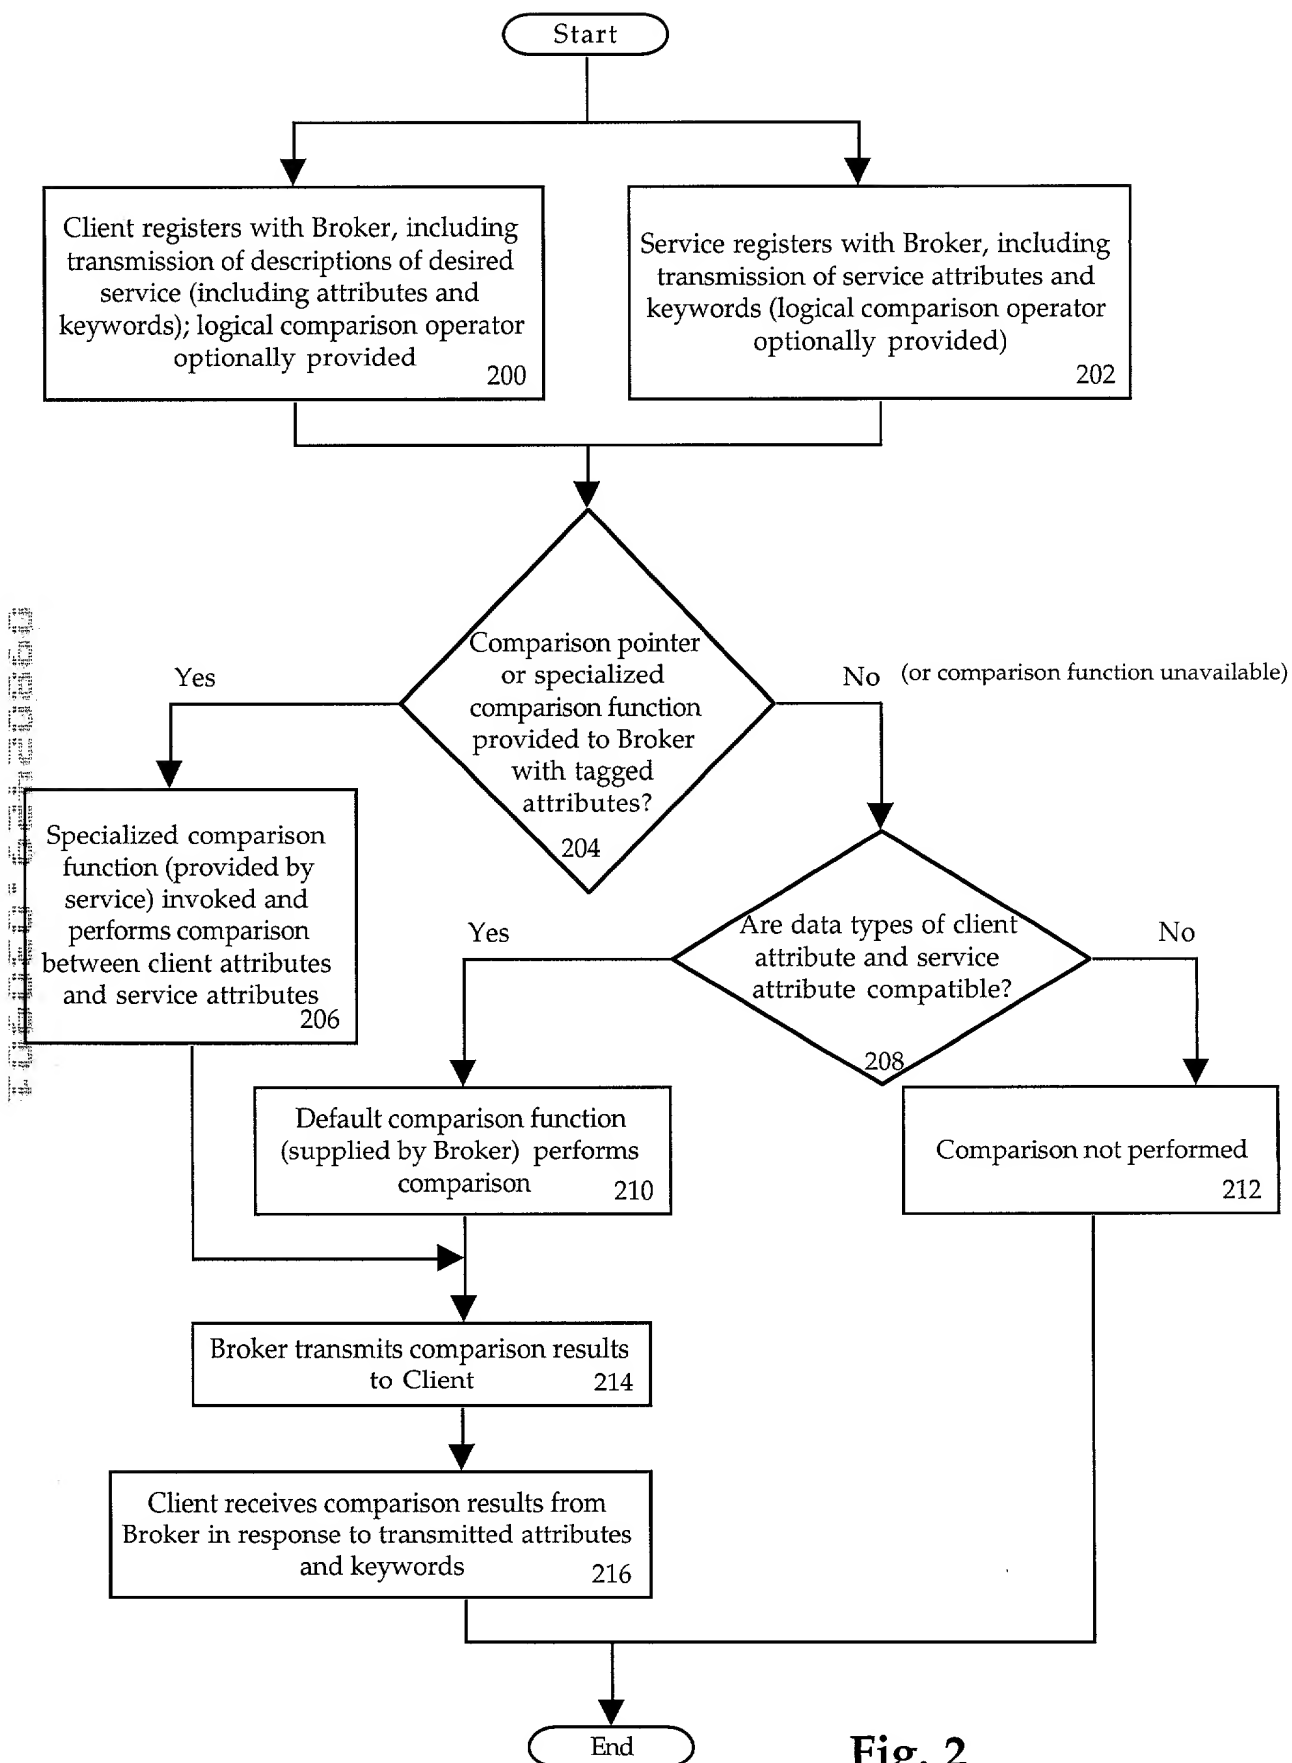 Start
Client registers with Broker, including
transmission of descriptions of desired
service (including attributes and
keywords); logical comparison operator
optionally provided
200
Service registers with Broker, including
transmission of service attributes and
keywords (logical comparison operator
optionally provided)
202
Comparison pointer
or specialized
comparison function
provided to Broker
with tagged
attributes?
204
Yes
No (or comparison function unavailable)
Specialized comparison
function (provided by
service) invoked and
performs comparison
between client attributes
and service attributes
206
Are data types of client
attribute and service
attribute compatible?
208
Yes
No
Default comparison function
(supplied by Broker) performs
comparison
210
Comparison not performed
212
Broker transmits comparison results
to Client
214
Client receives comparison results from
Broker in response to transmitted attributes
and keywords
216
End
Fig. 2